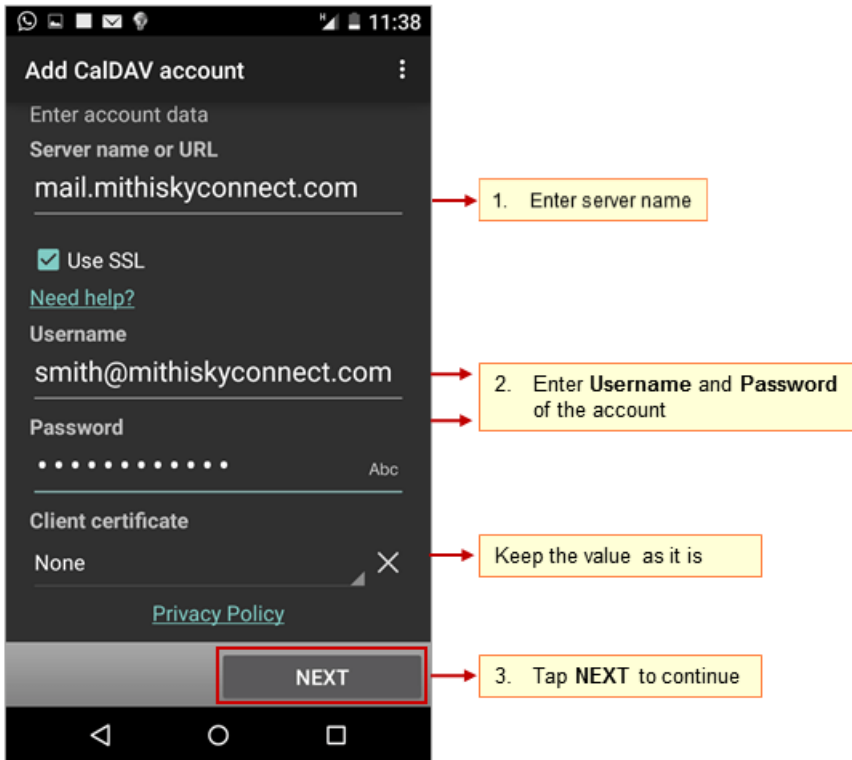 11:38
Add CalDAV account
Enter account data
Server name or URL
mail.mithiskyconnect.com
1. Enter server name
Use SSL
Need help?
Username
smith@mithiskyconnect.com
2. Enter Username and Password
of the account
Password
•••••••••••• Abc
Client certificate
None
Keep the value as it is
Privacy Policy
NEXT
3. Tap NEXT to continue